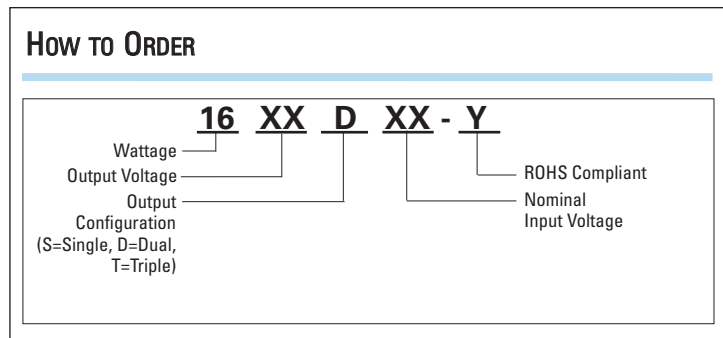 HOW TO ORDER
16 XX D XX - Y
Wattage
Output Voltage
Output
Configuration
(S=Single, D=Dual,
T=Triple)
ROHS Compliant
Nominal
Input Voltage